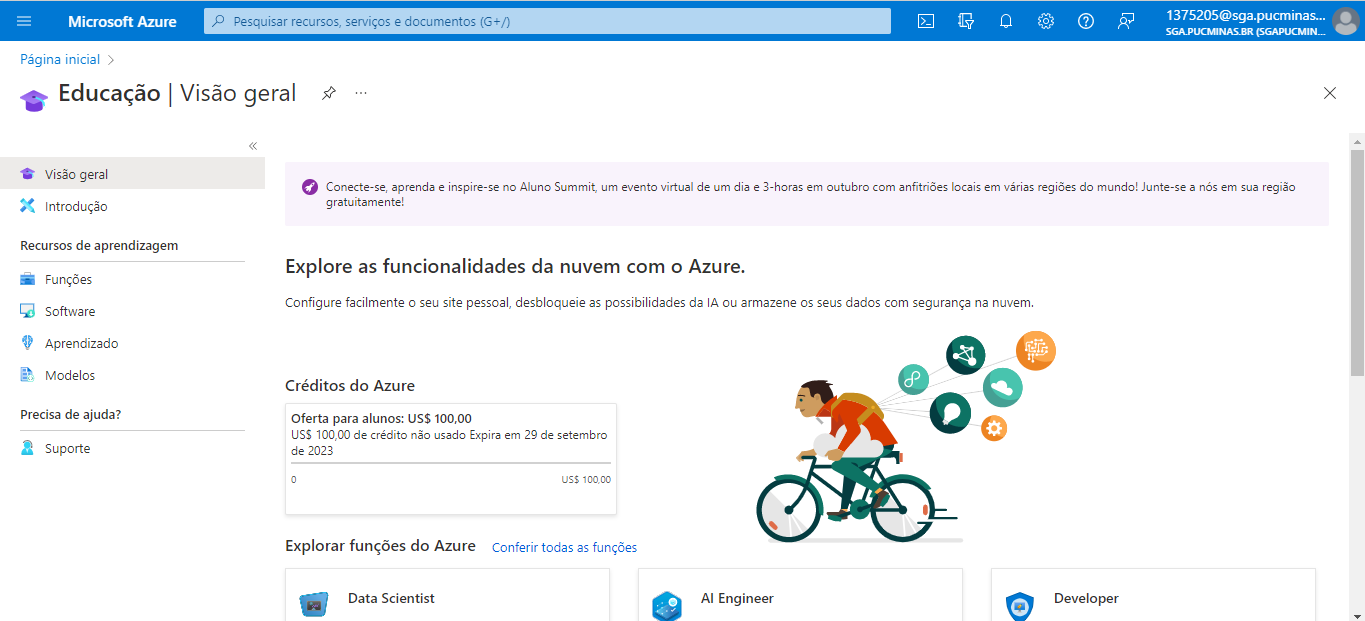 Microsoft Azure
Pesquisar recursos, serviços e documentos (G+/)
1375205@sga.pucminas...
SGA.PUCMINAS.BR (SGAPUCMIN...
Página inicial
Educação | Visão geral
Visão geral
Introdução
Recursos de aprendizagem
Funções
Software
Aprendizado
Modelos
Precisa de ajuda?
Suporte
Conecte-se, aprenda e inspire-se no Aluno Summit, um evento virtual de um dia e 3-horas em outubro com anfitriões locais em várias regiões do mundo! Junte-se a nós em sua região
gratuitamente!
Explore as funcionalidades da nuvem com o Azure.
Configure facilmente o seu site pessoal, desbloqueie as possibilidades da IA ou armazene os seus dados com segurança na nuvem.
Créditos do Azure
Oferta para alunos: US$ 100,00
US$ 100,00 de crédito não usado Expira em 29 de setembro
de 2023
0 US$ 100,00
Explorar funções do Azure Conferir todas as funções
Data Scientist
AI Engineer
Developer